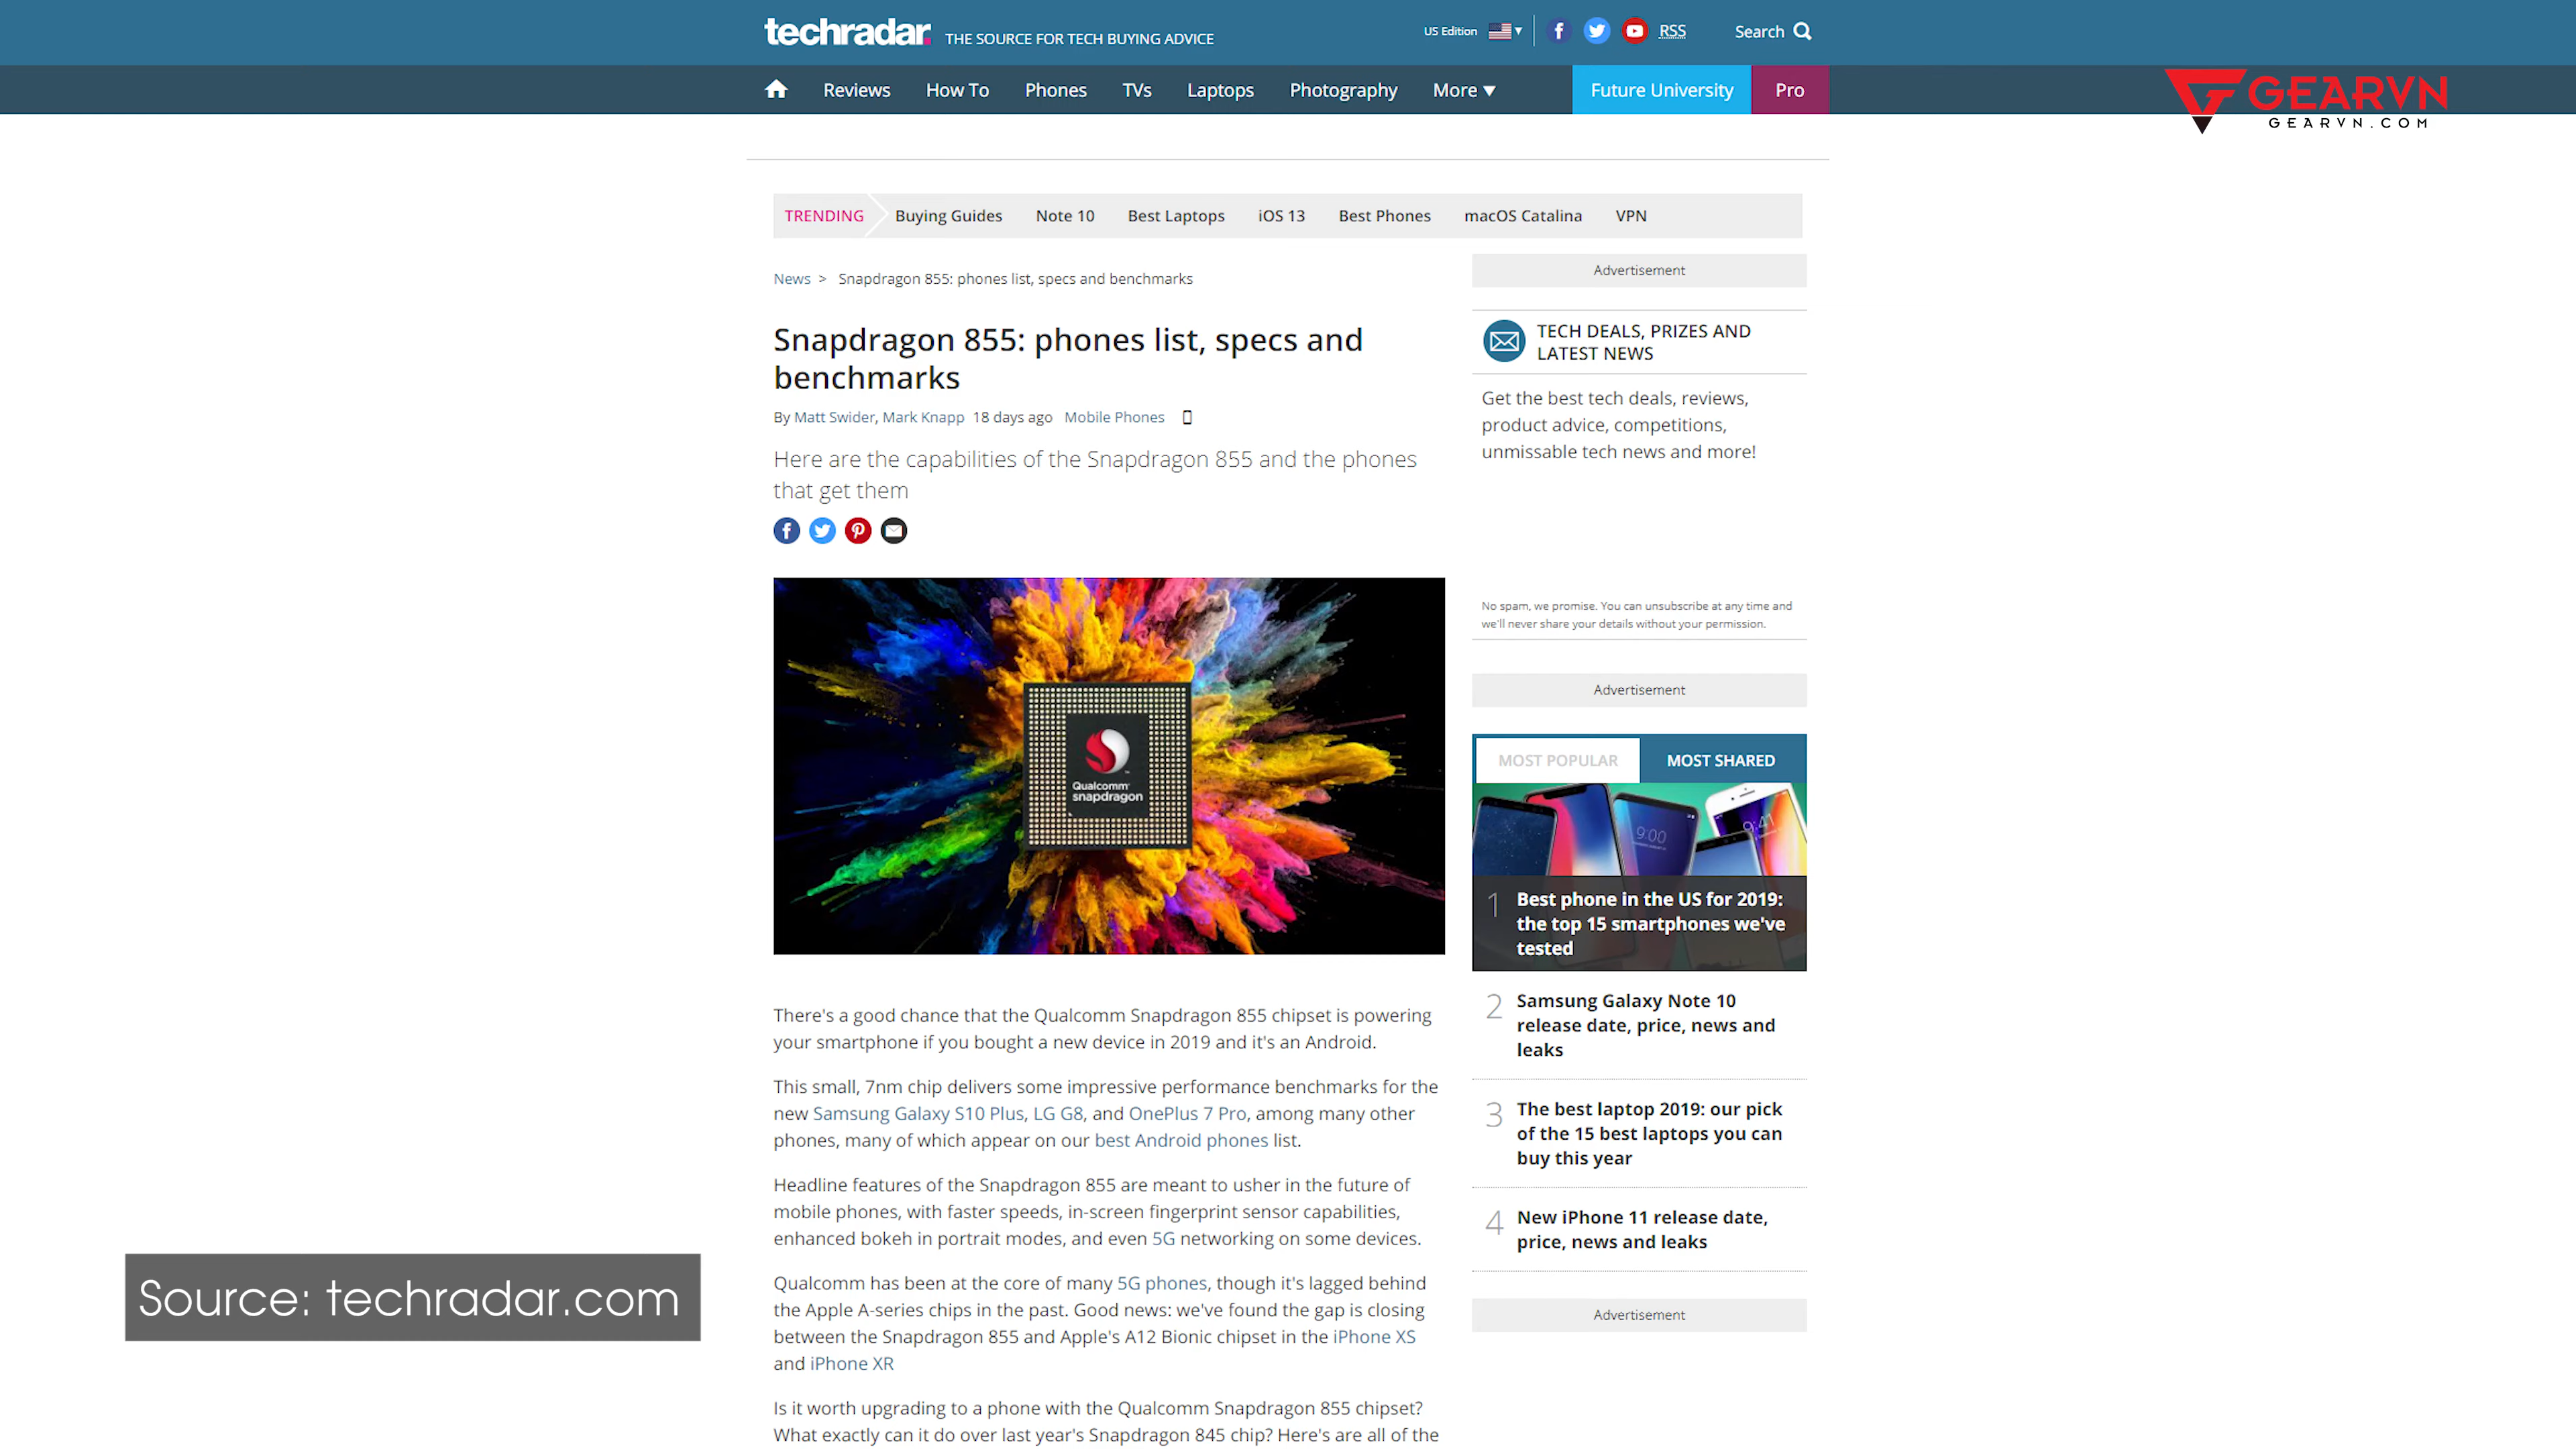 techradar. THE SOURCE FOR TECH BUYING ADVICE
US Edition ▼ RSS Search
Reviews How To Phones TVs Laptops Photography More ▼ Future University Pro
GEARVN
GEARVN.COM
TRENDING Buying Guides Note 10 Best Laptops iOS 13 Best Phones macOS Catalina VPN
News > Snapdragon 855: phones list, specs and benchmarks
Snapdragon 855: phones list, specs and
benchmarks
By Matt Swider, Mark Knapp 18 days ago Mobile Phones
Here are the capabilities of the Snapdragon 855 and the phones
that get them
Qualcomm
snapdragon
There's a good chance that the Qualcomm Snapdragon 855 chipset is powering
your smartphone if you bought a new device in 2019 and it's an Android.
This small, 7nm chip delivers some impressive performance benchmarks for the
new Samsung Galaxy S10 Plus, LG G8, and OnePlus 7 Pro, among many other
phones, many of which appear on our best Android phones list.
Headline features of the Snapdragon 855 are meant to usher in the future of
mobile phones, with faster speeds, in-screen fingerprint sensor capabilities,
enhanced bokeh in portrait modes, and even 5G networking on some devices.
Qualcomm has been at the core of many 5G phones, though it's lagged behind
the Apple A-series chips in the past. Good news: we've found the gap is closing
between the Snapdragon 855 and Apple's A12 Bionic chipset in the iPhone XS
and iPhone XR
Is it worth upgrading to a phone with the Qualcomm Snapdragon 855 chipset?
What exactly can it do over last year's Snapdragon 845 chip? Here's are all of the
Advertisement
TECH DEALS, PRIZES AND
LATEST NEWS
Get the best tech deals, reviews,
product advice, competitions,
unmissable tech news and more!
No spam, we promise. You can unsubscribe at any time and
we'll never share your details without your permission.
Advertisement
MOST POPULAR MOST SHARED
9:00
9:41
1 Best phone in the US for 2019:
the top 15 smartphones we've
tested
2 Samsung Galaxy Note 10
release date, price, news and
leaks
3 The best laptop 2019: our pick
of the 15 best laptops you can
buy this year
4 New iPhone 11 release date,
price, news and leaks
Advertisement
Source: techradar.com